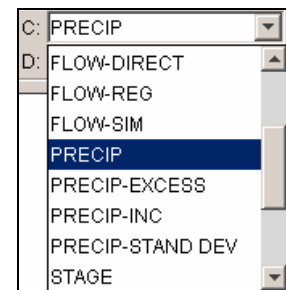 C: PRECIP
D: FLOW-DIRECT
FLOW-REG
FLOW-SIM
PRECIP
PRECIP-EXCESS
PRECIP-INC
PRECIP-STAND DEV
STAGE